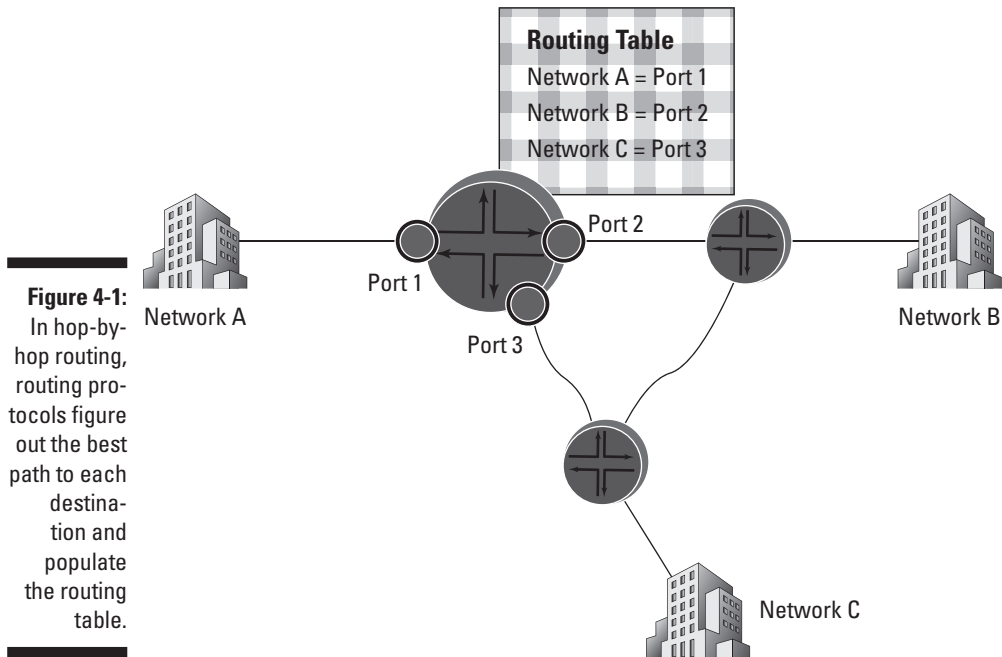 Routing Table
Network A = Port 1
Network B = Port 2
Network C = Port 3
Port 2
Port 1
Network A
Port 3
Network B
Network C
Figure 4-1:
In hop-by-
hop routing,
routing pro-
tocols figure
out the best
path to each
destina-
tion and
populate
the routing
table.